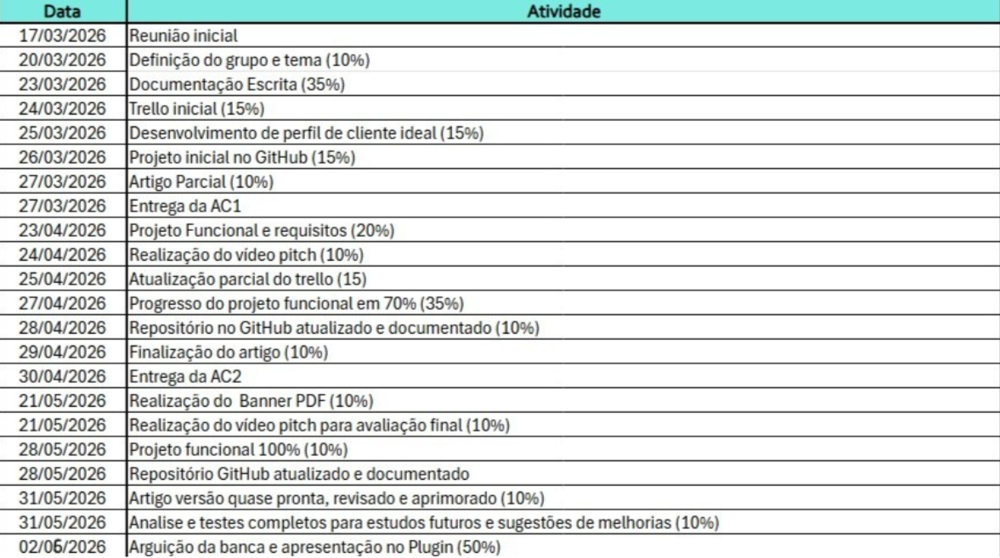 Data Atividade
17/03/2026 Reunião inicial
20/03/2026 Definição do grupo e tema (10%)
23/03/2026 Documentação Escrita (35%)
24/03/2026 Trello inicial (15%)
25/03/2026 Desenvolvimento de perfil de cliente ideal (15%)
26/03/2026 Projeto inicial no GitHub (15%)
27/03/2026 Artigo Parcial (10%)
27/03/2026 Entrega da AC1
23/04/2026 Projeto Funcional e requisitos (20%)
24/04/2026 Realização do vídeo pitch (10%)
25/04/2026 Atualização parcial do trello (15)
27/04/2026 Progresso do projeto funcional em 70% (35%)
28/04/2026 Repositório no GitHub atualizado e documentado (10%)
29/04/2026 Finalização do artigo (10%)
30/04/2026 Entrega da AC2
21/05/2026 Realização do Banner PDF (10%)
21/05/2026 Realização do vídeo pitch para avaliação final (10%)
28/05/2026 Projeto funcional 100% (10%)
28/05/2026 Repositório GitHub atualizado e documentado
31/05/2026 Artigo versão quase pronta, revisado e aprimorado (10%)
31/05/2026 Analise e testes completos para estudos futuros e sugestões de melhorias (10%)
02/06/2026 Arguição da banca e apresentação no Plugin (50%)